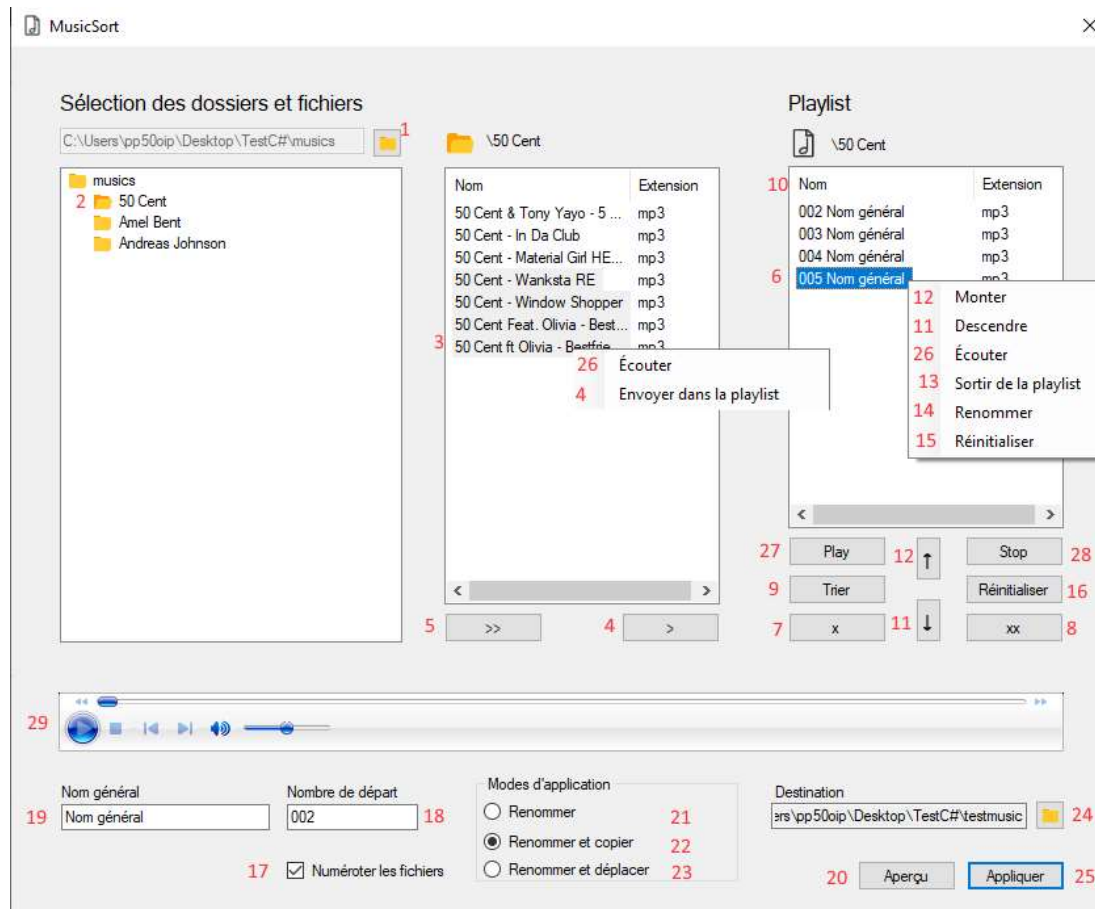 MusicSort
Sélection des dossiers et fichiers
C:\Users\pp50oip\Desktop\TestC#\musics
1
musics
2 50 Cent
Amel Bent
Andreas Johnson
\50 Cent
Nom Extension
50 Cent & Tony Yayo - 5 ... mp3
50 Cent - In Da Club mp3
50 Cent - Material Girl HE... mp3
50 Cent - Wanksta RE mp3
50 Cent - Window Shopper mp3
50 Cent Feat. Olivia - Best... mp3
3 50 Cent ft Olivia - Bestfrie... mp3
26 Écouter
4 Envoyer dans la playlist
5 >> 4 >
Playlist
\50 Cent
10 Nom Extension
002 Nom général mp3
003 Nom général mp3
004 Nom général mp3
6 005 Nom général mp3
12 Monter
11 Descendre
26 Écouter
13 Sortir de la playlist
14 Renommer
15 Réinitialiser
27 Play 12 ↑ Stop 28
9 Trier Réinitialiser 16
7 x 11 ↓ xx 8
29
Nom général
19 Nom général
Nombre de départ
002 18
17 Numéroter les fichiers
Modes d'application
Renommer 21
Renommer et copier 22
Renommer et déplacer 23
Destination
ers\pp50oip\Desktop\TestC#\testmusic 24
20 Aperçu Appliquer 25